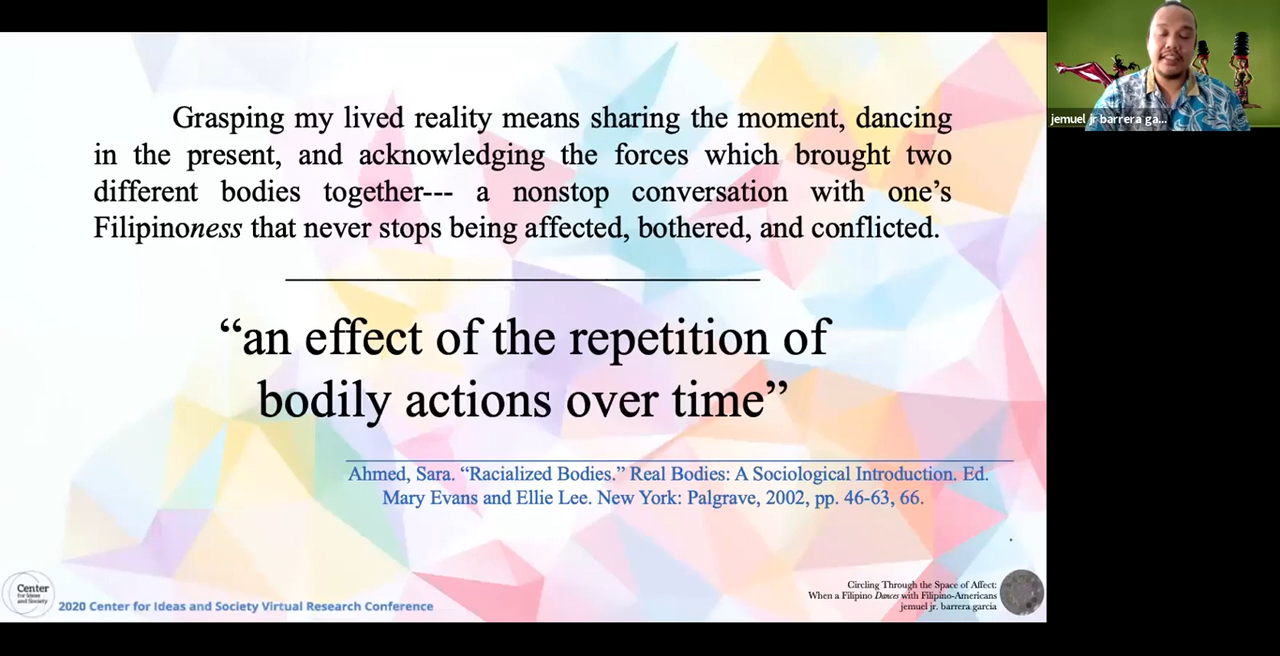 Grasping my lived reality means sharing the moment, dancing
in the present, and acknowledging the forces which brought two
different bodies together--- a nonstop conversation with one’s
Filipinoness that never stops being affected, bothered, and conflicted.
“an effect of the repetition of
bodily actions over time”
Ahmed, Sara. “Racialized Bodies.” Real Bodies: A Sociological Introduction. Ed.
Mary Evans and Ellie Lee. New York: Palgrave, 2002, pp. 46-63, 66.
Center
for Ideas
and Society
2020 Center for Ideas and Society Virtual Research Conference
Circling Through the Space of Affect:
When a Filipino Dances with Filipino-Americans
jemuel jr. barrera garcia
jemuel jr barrera ga...